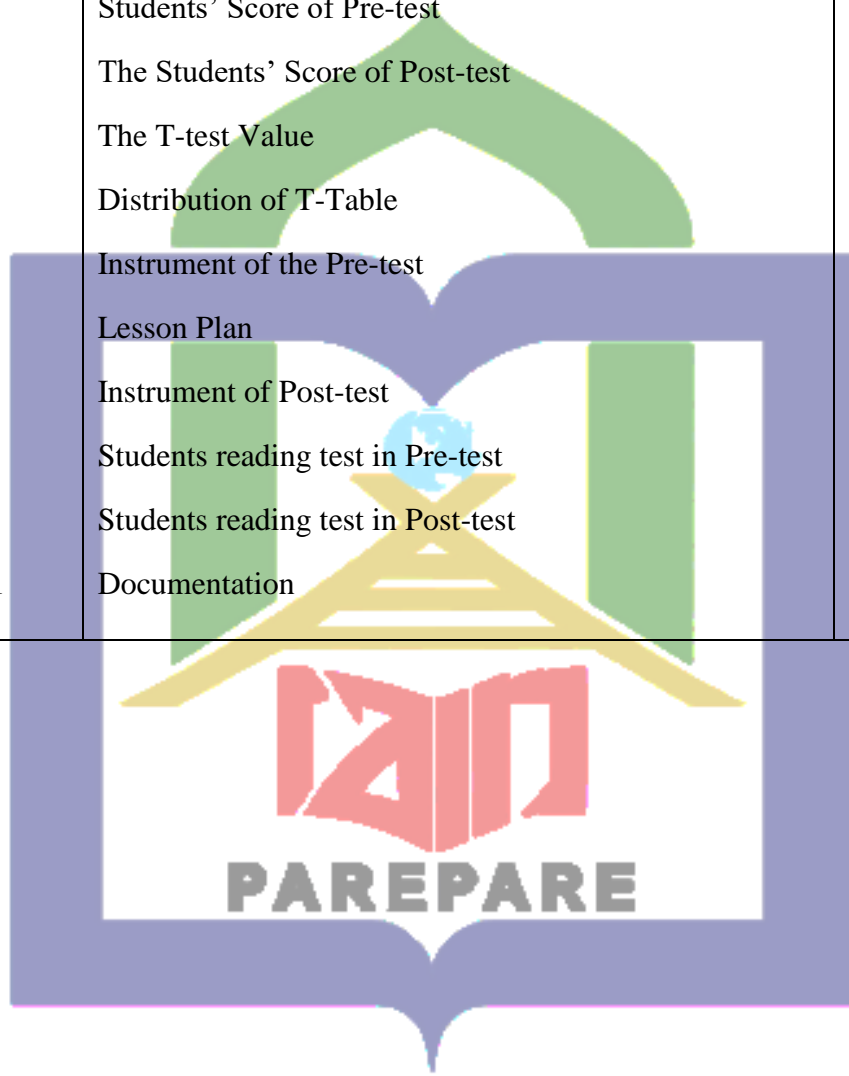 Students' Score of Pre-test
The Students' Score of Post-test
The T-test Value
Distribution of T-Table
Instrument of the Pre-test
Lesson Plan
Instrument of Post-test
Students reading test in Pre-test
Students reading test in Post-test
Documentation
iain
PAREPARE